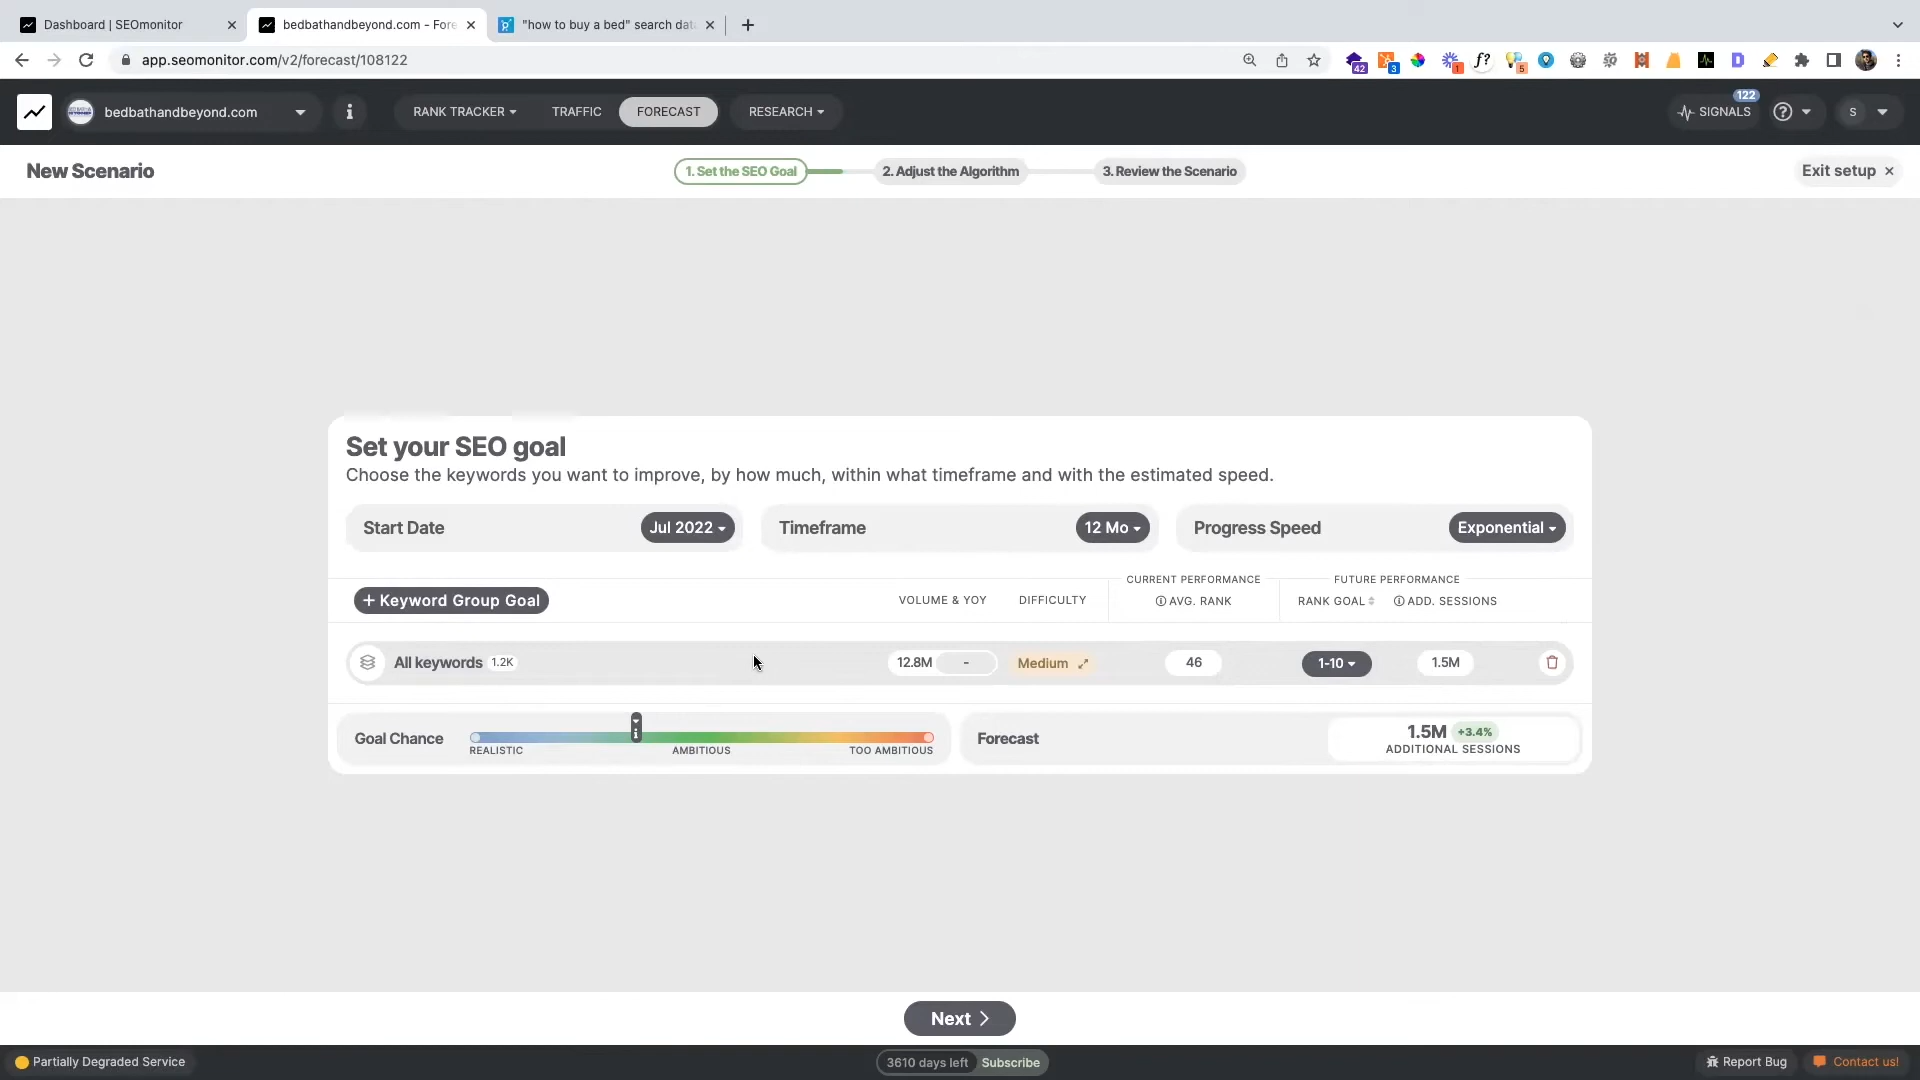 Dashboard | SEOmonitor
bedbathandbeyond.com - Fore
"how to buy a bed" search dat
app.seomonitor.com/v2/forecast/108122
42
3
1
f?
5
bedbathandbeyond.com
RANK TRACKER
TRAFFIC
FORECAST
RESEARCH
SIGNALS
122
S
New Scenario
1. Set the SEO Goal
2. Adjust the Algorithm
3. Review the Scenario
Exit setup ×
Set your SEO goal
Choose the keywords you want to improve, by how much, within what timeframe and with the estimated speed.
Start Date
Jul 2022
Timeframe
12 Mo
Progress Speed
Exponential
CURRENT PERFORMANCE
FUTURE PERFORMANCE
+ Keyword Group Goal
VOLUME & YOY
DIFFICULTY
AVG. RANK
RANK GOAL
ADD. SESSIONS
All keywords 1.2K
12.8M
-
Medium
46
1-10
1.5M
Goal Chance
REALISTIC
AMBITIOUS
TOO AMBITIOUS
Forecast
1.5M +3.4%
ADDITIONAL SESSIONS
Next
Partially Degraded Service
3610 days left
Subscribe
Report Bug
Contact us!